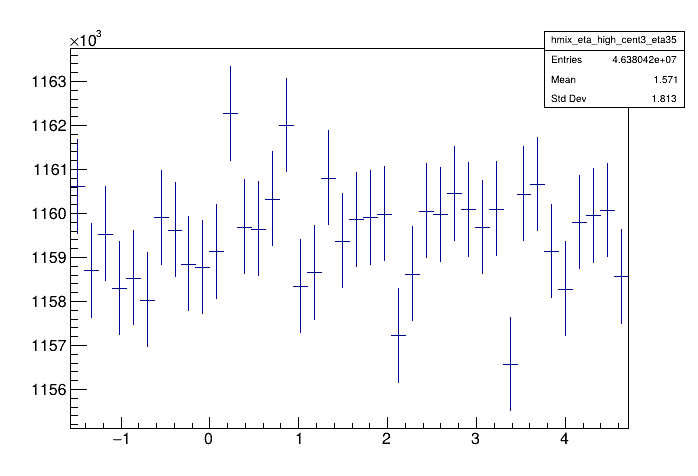 ×10³
hmix_eta_high_cent3_eta35
Entries 4.638042e+07
Mean 1.571
Std Dev 1.813
1163
1162
1161
1160
1159
1158
1157
1156
−1 0 1 2 3 4